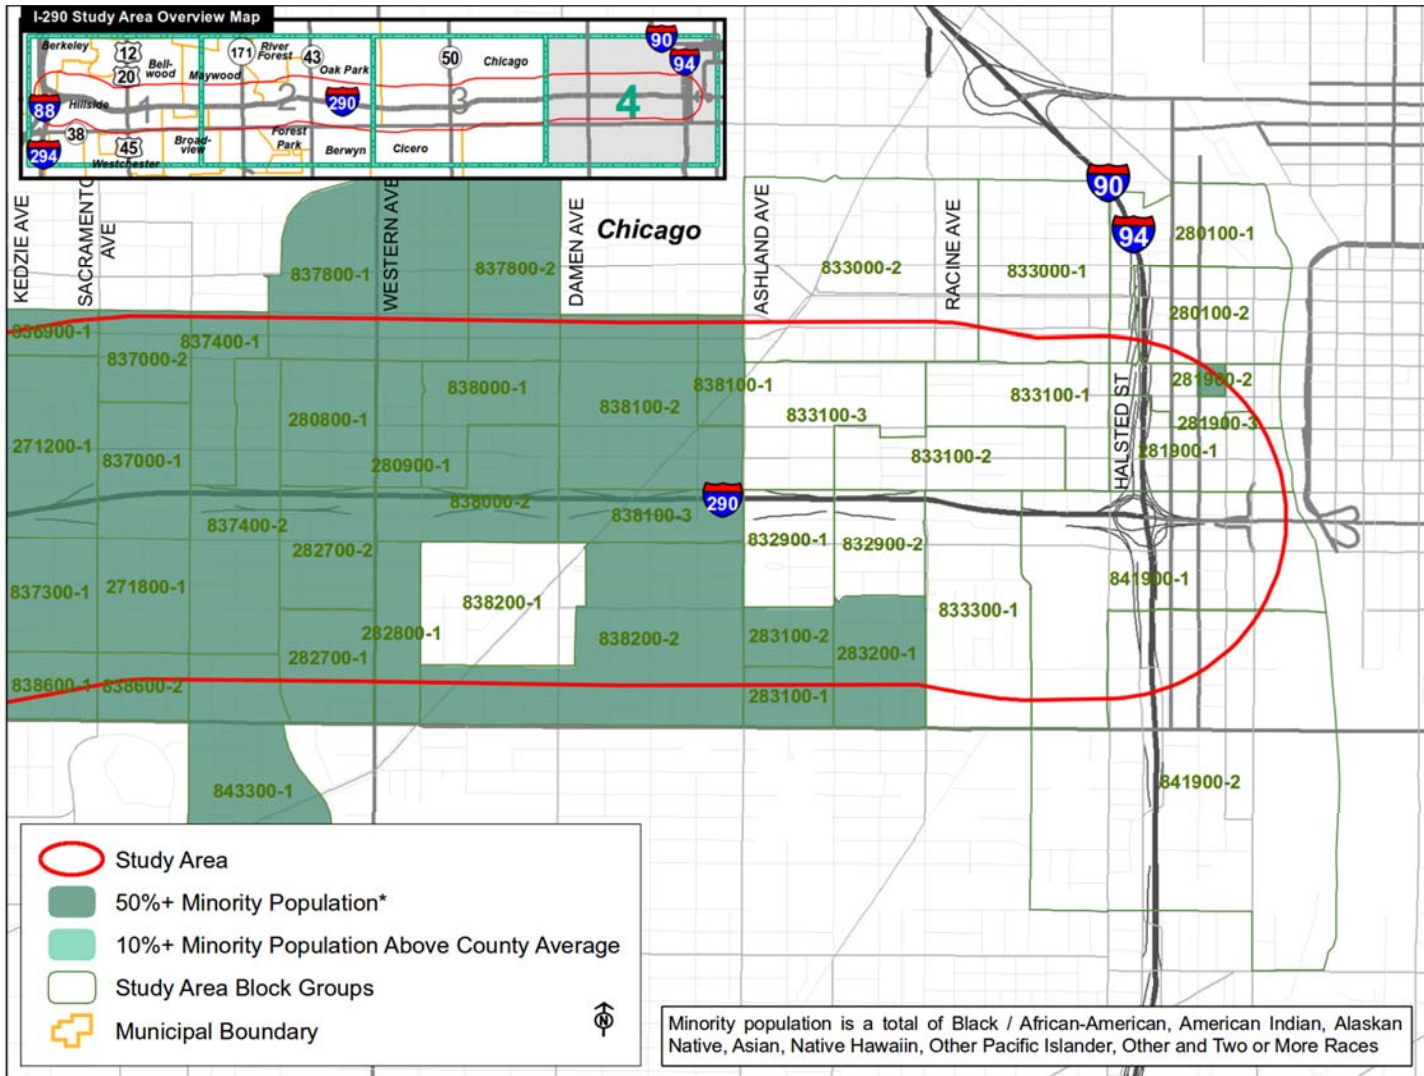 I-290 Study Area Overview Map
Berkeley
12
20
Bell-
wood
Maywood
171
River
Forest
43
Oak Park
50
Chicago
90
94
88
Hillside
1
2
290
3
4
38
294
45
Westchester
Broad-
view
Forest
Park
Berwyn
Cicero
KEDZIE AVE
SACRAMENTO
AVE
WESTERN AVE
DAMEN AVE
Chicago
ASHLAND AVE
RACINE AVE
HALSTED ST
90
94
290
280100-1
837800-1
837800-2
833000-2
833000-1
280100-2
836900-1
837000-2
837400-1
838000-1
838100-1
833100-1
281900-2
280800-1
838100-2
833100-3
281900-3
271200-1
837000-1
280900-1
833100-2
281900-1
838000-2
838100-3
837400-2
282700-2
832900-1
832900-2
837300-1
271800-1
838200-1
841900-1
833300-1
282800-1
838200-2
283100-2
283200-1
282700-1
838600-1
838600-2
283100-1
843300-1
841900-2
Study Area
50%+ Minority Population*
10%+ Minority Population Above County Average
Study Area Block Groups
Municipal Boundary
N
Minority population is a total of Black / African-American, American Indian, Alaskan
Native, Asian, Native Hawaiin, Other Pacific Islander, Other and Two or More Races